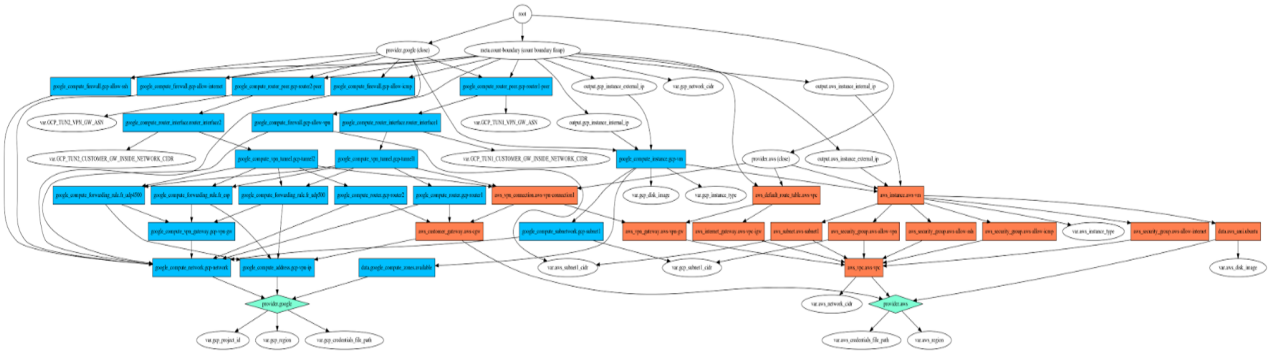 root
provider.google (close)
meta.count-boundary (count boundary fixup)
google_compute_firewall.gcp-allow-ssh
google_compute_firewall.gcp-allow-internet
google_compute_router_peer.gcp-router2-peer
google_compute_firewall.gcp-allow-icmp
google_compute_router_peer.gcp-router1-peer
output.gcp_instance_external_ip
var.gcp_network_cidr
output.aws_instance_internal_ip
var.GCP_TUN2_VPN_GW_ASN
google_compute_router_interface.router_interface2
google_compute_firewall.gcp-allow-vpn
google_compute_router_interface.router_interface1
var.GCP_TUN1_VPN_GW_ASN
output.gcp_instance_internal_ip
var.GCP_TUN2_CUSTOMER_GW_INSIDE_NETWORK_CIDR
google_compute_vpn_tunnel.gcp-tunnel2
google_compute_vpn_tunnel.gcp-tunnel1
var.GCP_TUN1_CUSTOMER_GW_INSIDE_NETWORK_CIDR
google_compute_instance.gcp-vm
provider.aws (close)
output.aws_instance_external_ip
google_compute_forwarding_rule.fr_udp4500
google_compute_forwarding_rule.fr_esp
google_compute_forwarding_rule.fr_udp500
google_compute_router.gcp-router2
google_compute_router.gcp-router1
aws_vpn_connection.aws-vpn-connection1
var.gcp_disk_image
var.gcp_instance_type
aws_default_route_table.aws-vpc
aws_instance.aws-vm
google_compute_vpn_gateway.gcp-vpn-gw
aws_customer_gateway.aws-cgw
google_compute_subnetwork.gcp-subnet1
aws_vpn_gateway.aws-vpn-gw
aws_internet_gateway.aws-vpc-igw
aws_subnet.aws-subnet1
aws_security_group.aws-allow-vpn
aws_security_group.aws-allow-ssh
aws_security_group.aws-allow-icmp
var.aws_instance_type
aws_security_group.aws-allow-internet
data.aws_ami.ubuntu
google_compute_network.gcp-network
google_compute_address.gcp-vpn-ip
data.google_compute_zones.available
var.aws_subnet1_cidr
var.gcp_subnet1_cidr
aws_vpc.aws-vpc
var.aws_disk_image
provider.google
var.aws_network_cidr
provider.aws
var.gcp_project_id
var.gcp_region
var.gcp_credentials_file_path
var.aws_credentials_file_path
var.aws_region